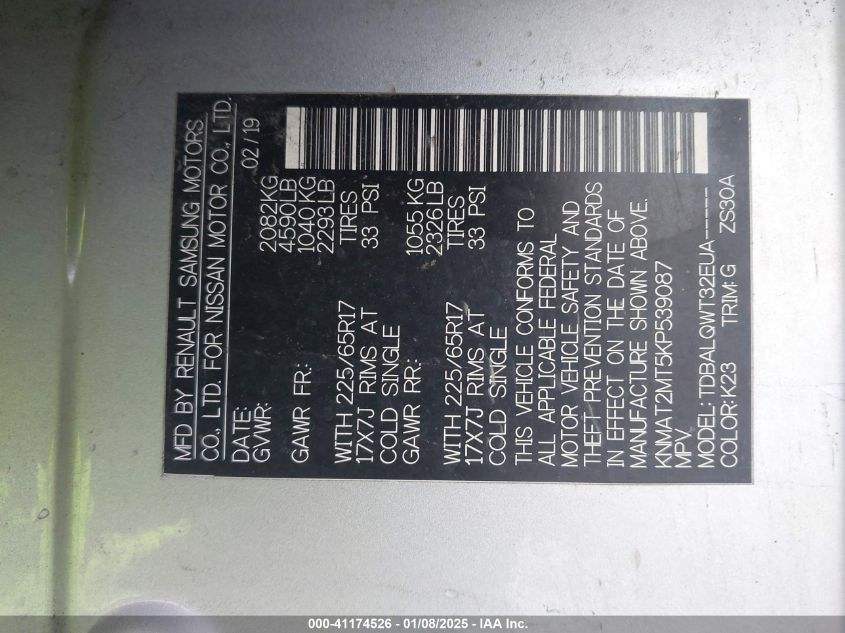 MFD BY RENAULT SAMSUNG MOTORS
CO., LTD. FOR NISSAN MOTOR CO., LTD.
DATE: 02/19
GVWR: 2082KG
4590LB
GAWR FR: 1040KG
2293LB
WITH 225/65R17 TIRES
17X7J RIMS AT 33 PSI
COLD SINGLE
GAWR RR: 1055KG
2326LB
WITH 225/65R17 TIRES
17X7J RIMS AT 33 PSI
COLD SINGLE
THIS VEHICLE CONFORMS TO
ALL APPLICABLE FEDERAL
MOTOR VEHICLE SAFETY AND
THEFT PREVENTION STANDARDS
IN EFFECT ON THE DATE OF
MANUFACTURE SHOWN ABOVE.
KNMAT2MT5KP539087
MPV
MODEL:TDBALQWT32EUA-----
COLOR:K23 TRIM:G ZS30A
000-41174526 - 01/08/2025 - IAA Inc.